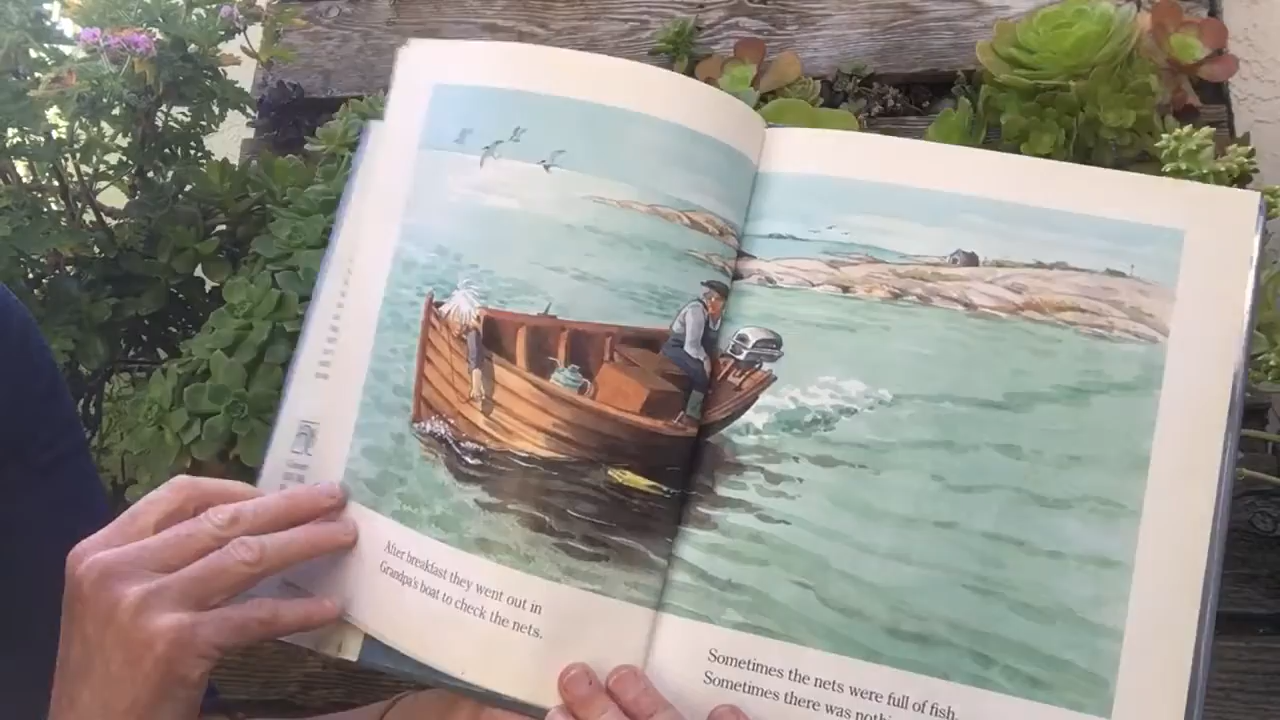 After breakfast they went out in
Grandpa's boat to check the nets.
Sometimes the nets were full of fish.
Sometimes there was